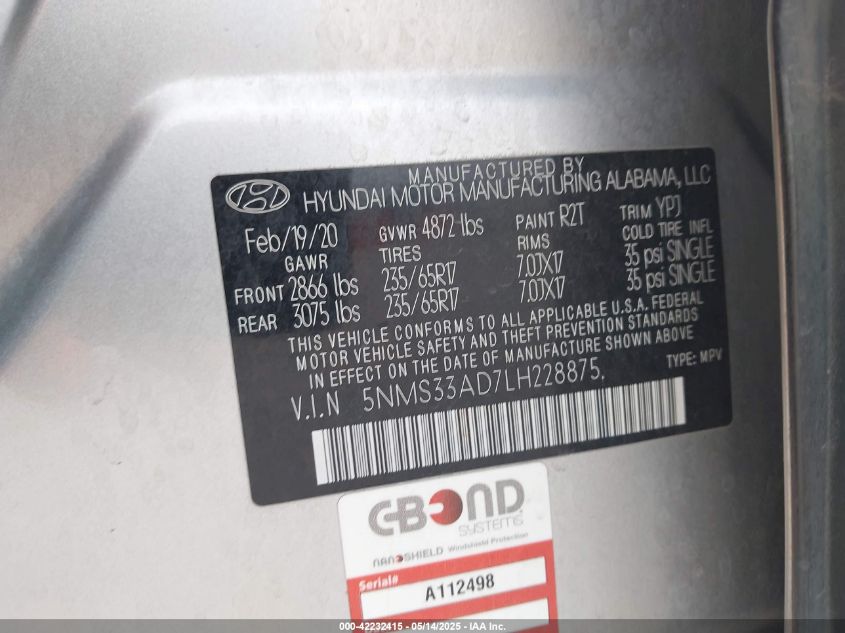 MANUFACTURED BY
HYUNDAI MOTOR MANUFACTURING ALABAMA, LLC
Feb/19/20 GVWR 4872 lbs PAINT R2T TRIM YPJ
GAWR TIRES RIMS COLD TIRE INFL
FRONT 2866 lbs 235/65R17 7.0JX17 35 psi SINGLE
REAR 3075 lbs 235/65R17 7.0JX17 35 psi SINGLE
THIS VEHICLE CONFORMS TO ALL APPLICABLE U.S.A. FEDERAL
MOTOR VEHICLE SAFETY AND THEFT PREVENTION STANDARDS
IN EFFECT ON THE DATE OF MANUFACTURE SHOWN ABOVE
TYPE: MPV
V.I.N 5NMS33AD7LH228875.
C-BOND
SYSTEMS
NANOSHIELD Windshield Protection
Serial#
A112498
000-42232415 - 05/14/2025 - IAA Inc.